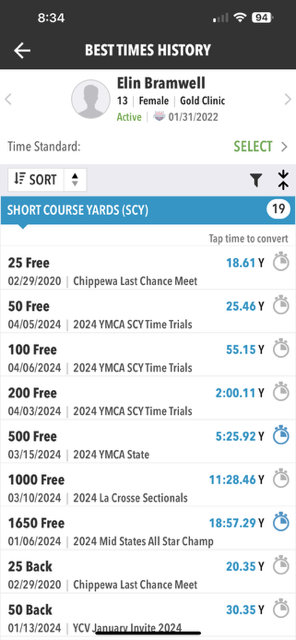 8:34
94
BEST TIMES HISTORY
Elin Bramwell
13 | Female | Gold Clinic
Active | 01/31/2022
Time Standard: SELECT
SORT
SHORT COURSE YARDS (SCY) 19
Tap time to convert
25 Free 18.61 Y
02/29/2020 | Chippewa Last Chance Meet
50 Free 25.46 Y
04/05/2024 | 2024 YMCA SCY Time Trials
100 Free 55.15 Y
04/06/2024 | 2024 YMCA SCY Time Trials
200 Free 2:00.11 Y
04/03/2024 | 2024 YMCA SCY Time Trials
500 Free 5:25.92 Y
03/15/2024 | 2024 YMCA State
1000 Free 11:28.46 Y
03/10/2024 | 2024 La Crosse Sectionals
1650 Free 18:57.29 Y
01/06/2024 | 2024 Mid States All Star Champ
25 Back 20.35 Y
02/29/2020 | Chippewa Last Chance Meet
50 Back 30.35 Y
01/13/2024 | YCV January Invite 2024